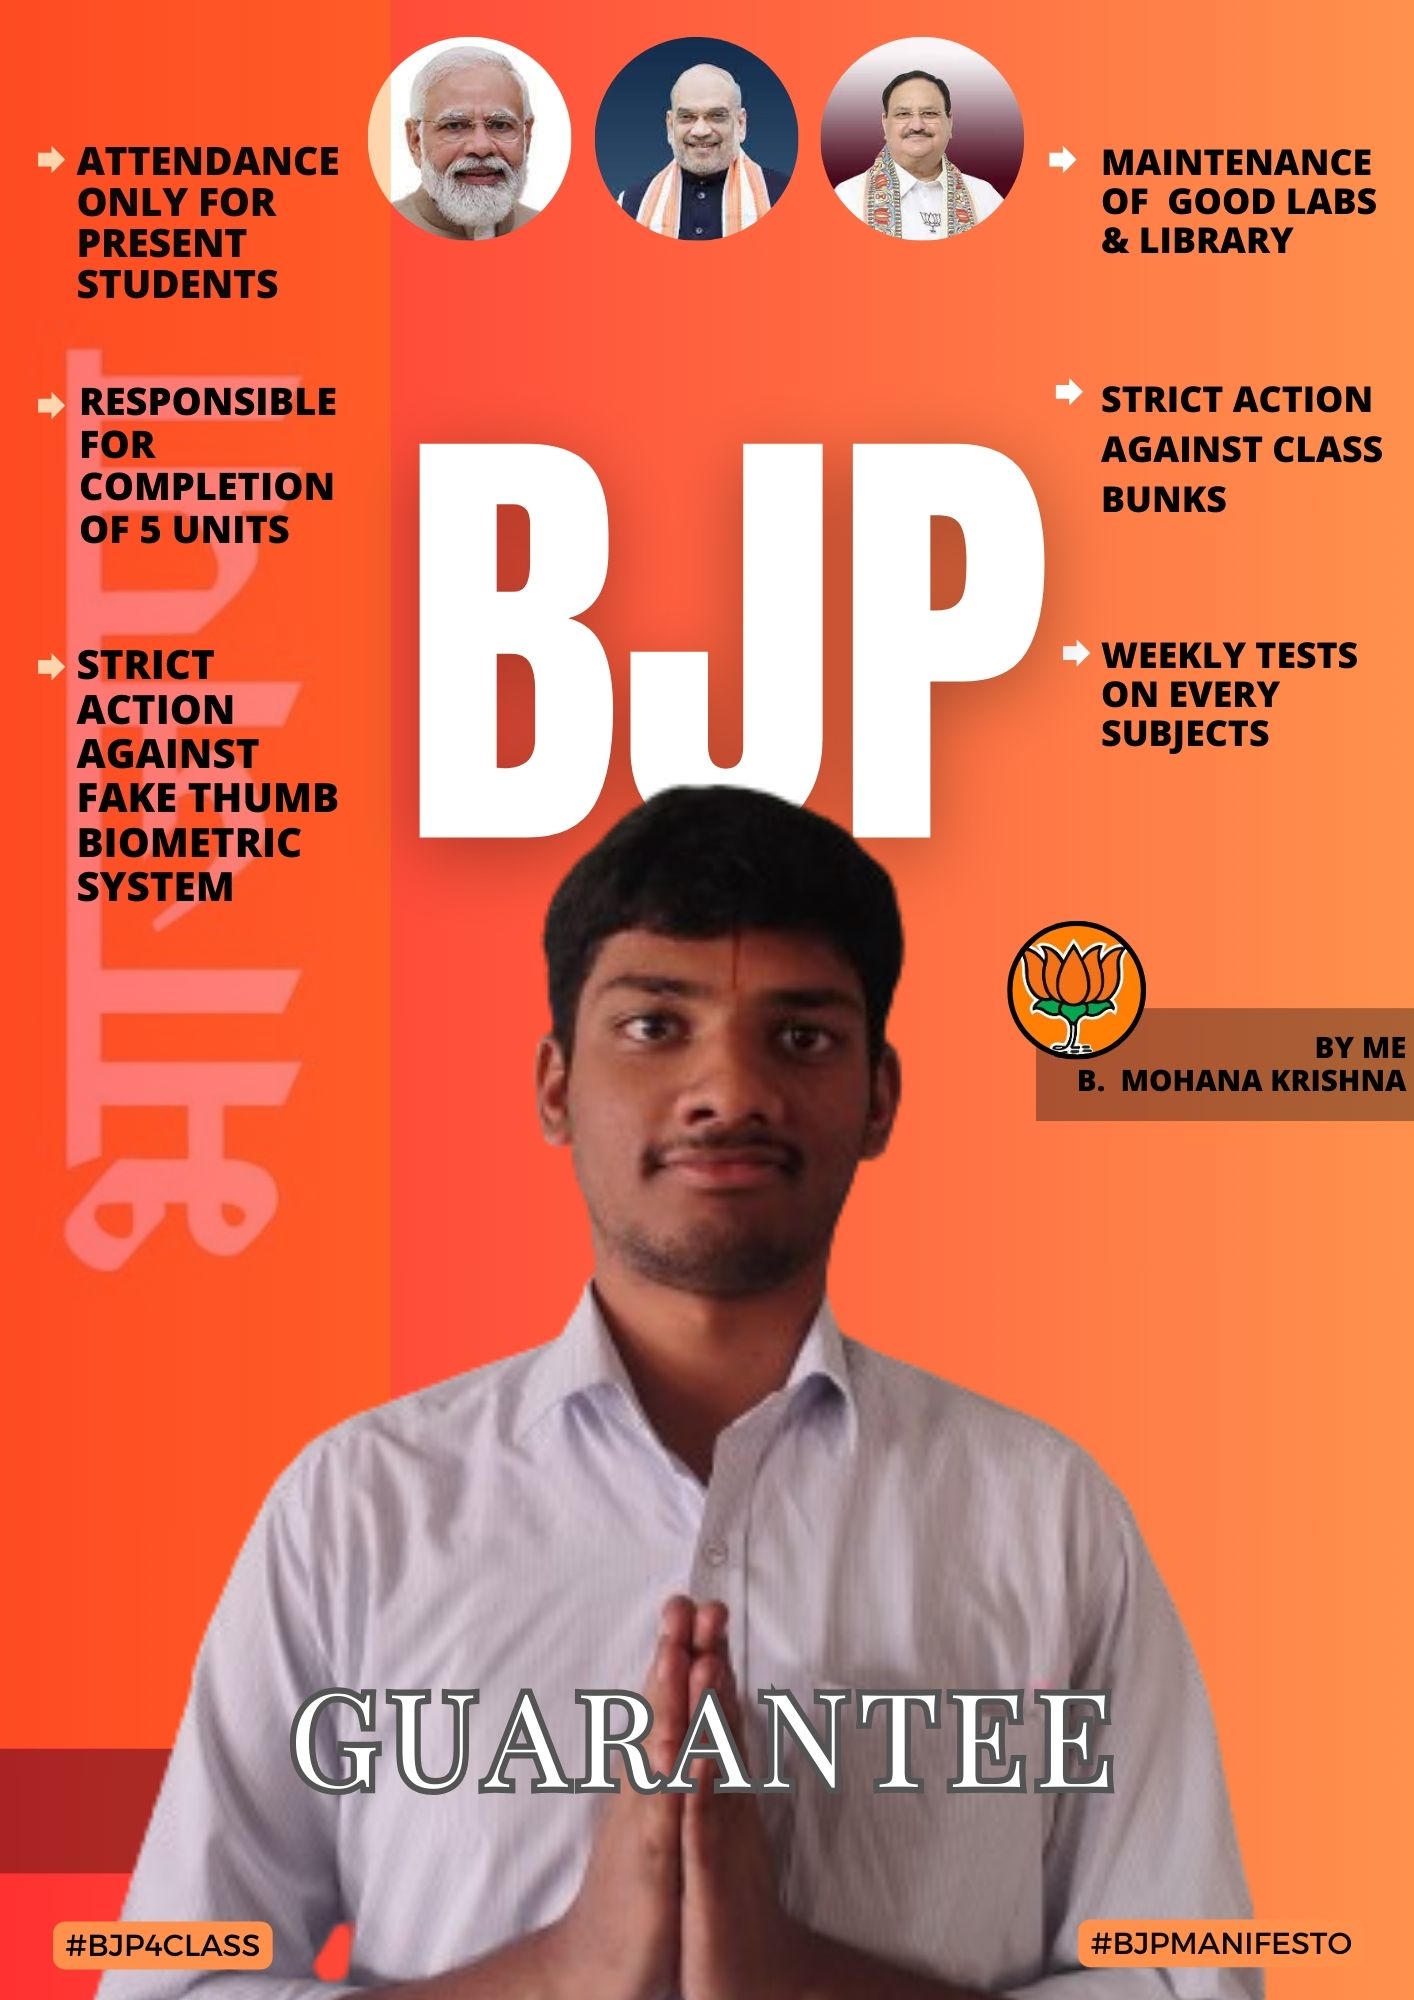 ATTENDANCE
ONLY FOR
PRESENT
STUDENTS
RESPONSIBLE
FOR
COMPLETION
OF 5 UNITS
STRICT
ACTION
AGAINST
FAKE THUMB
BIOMETRIC
SYSTEM
भाजपा
BJP
MAINTENANCE
OF  GOOD LABS
& LIBRARY
STRICT ACTION
AGAINST CLASS
BUNKS
WEEKLY TESTS
ON EVERY
SUBJECTS
BY ME
B.  MOHANA KRISHNA
GUARANTEE
#BJP4CLASS
#BJPMANIFESTO